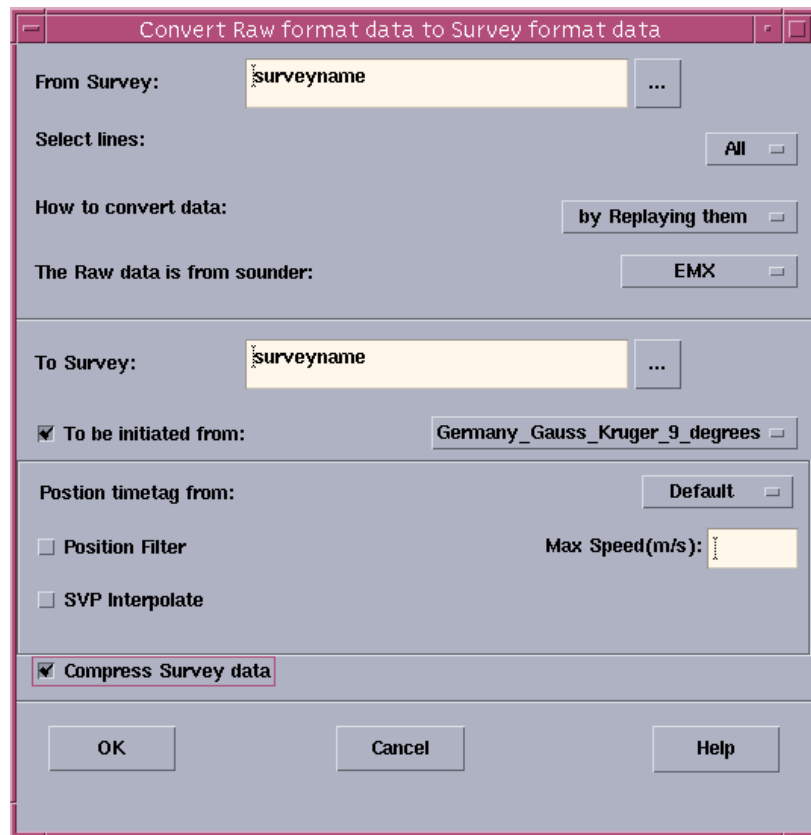 Convert Raw format data to Survey format data
From Survey: surveyname ...
Select lines: All
How to convert data: by Replaying them
The Raw data is from sounder: EMX
To Survey: surveyname ...
To be initiated from: Germany_Gauss_Kruger_9_degrees
Postion timetag from: Default
Position Filter Max Speed(m/s):
SVP Interpolate
Compress Survey data
OK Cancel Help